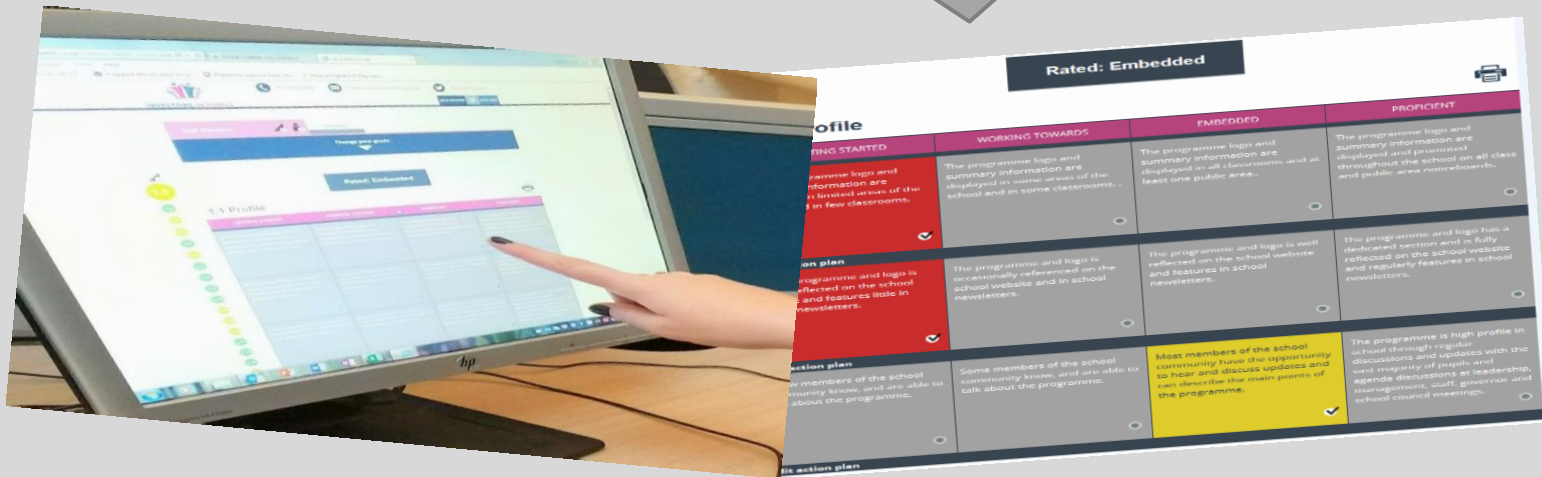 INVESTORS IN PUPILS
Change your grade
Rated: Embedded
1.1 Profile
hp
Rated: Embedded
ofile
TING STARTED
WORKING TOWARDS
EMBEDDED
PROFICIENT
ramme logo and
nformation are
n limited areas of the
d in few classrooms.
The programme logo and
summary information are
displayed in some areas of the
school and in some classrooms. .
The programme logo and
summary information are
displayed in all classrooms and at
least one public area..
The programme logo and
summary information are
displayed and promoted
throughout the school on all class
and public area noticeboards.
on plan
rogramme and logo is
eflected on the school
and features little in
newsletters.
The programme and logo is
occasionally referenced on the
school website and in school
newsletters.
The programme and logo is well
reflected on the school website
and features in school
newsletters.
The programme and logo has a
dedicated section and is fully
reflected on the school website
and regularly features in school
newsletters.
action plan
w members of the school
munity know, and are able to
about the programme.
Some members of the school
community know, and are able to
talk about the programme.
Most members of the school
community have the opportunity
to hear and discuss updates and
can describe the main points of
the programme.
The programme is high profile in
school through regular
discussions and updates with the
vast majority of pupils and
agenda discussions at leadership,
management, staff, governor and
school council meetings.
dit action plan